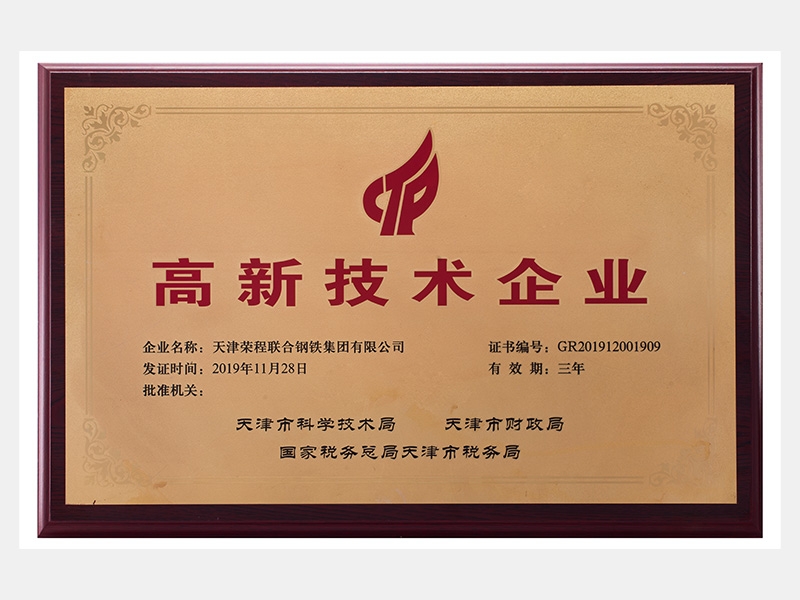 CTP
高新技术企业
企业名称：天津荣程联合钢铁集团有限公司 证书编号：GR201912001909
发证时间：2019年11月28日 有 效 期：三年
批准机关：
天津市科学技术局 天津市财政局
国家税务总局天津市税务局